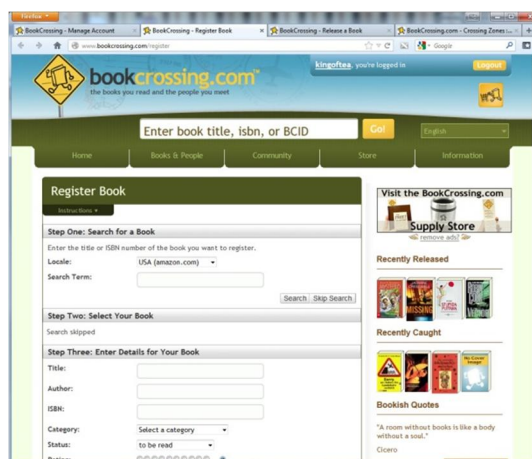 Firefox
BookCrossing - Manage Account
BookCrossing - Register Book
BookCrossing - Release a Book
BookCrossing.com - Crossing Zones:...
www.bookcrossing.com/register
Google
bookcrossing.com
the books you read and the people you meet
kingoftea, you're logged in
Logout
Enter book title, isbn, or BCID
Go!
English
Home
Books & People
Community
Store
Information
Register Book
Instructions
Step One: Search for a Book
Enter the title or ISBN number of the book you want to register.
Locale:
USA (amazon.com)
Search Term:
Search
Skip Search
Step Two: Select Your Book
Search skipped
Step Three: Enter Details for Your Book
Title:
Author:
ISBN:
Category:
Select a category
Status:
to be read
Visit the BookCrossing.com
Supply Store
remove ads?
Recently Released
MISSING
Recently Caught
No Cover
Image
Bookish Quotes
"A room without books is like a body
without a soul."
Cicero